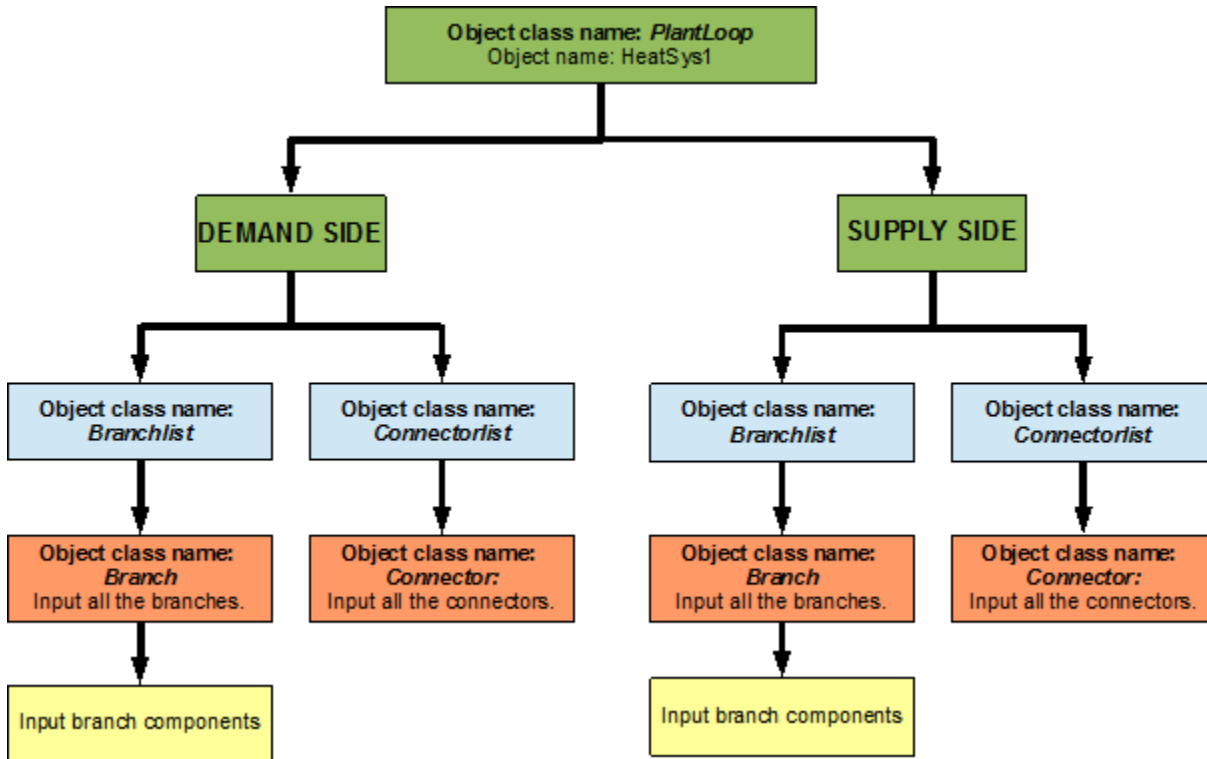 Object class name: PlantLoop
Object name: HeatSys1
DEMAND SIDE
SUPPLY SIDE
Object class name:
Branchlist
Object class name:
Connectorlist
Object class name:
Branchlist
Object class name:
Connectorlist
Object class name:
Branch
Input all the branches.
Object class name:
Connector:
Input all the connectors.
Object class name:
Branch
Input all the branches.
Object class name:
Connector:
Input all the connectors.
Input branch components
Input branch components